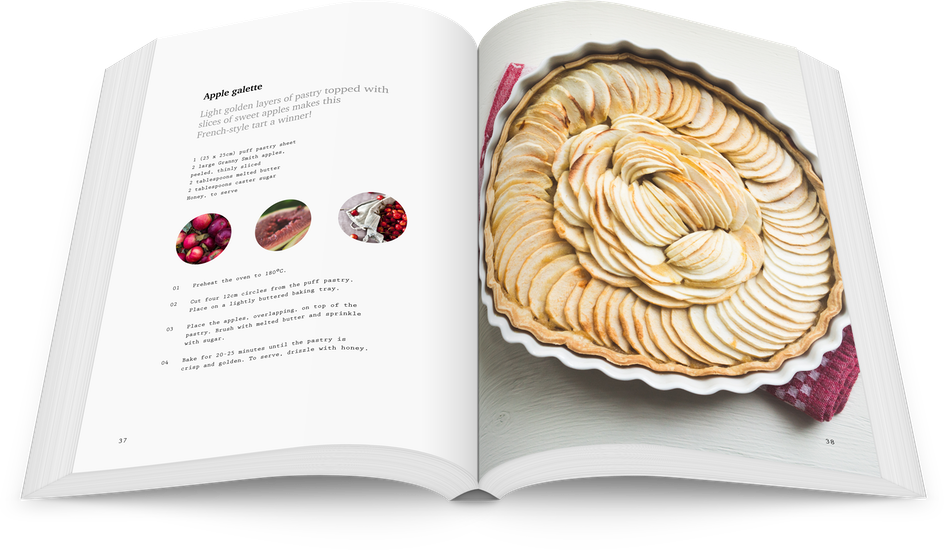 Apple galette
Light golden layers of pastry topped with
slices of sweet apples makes this
French-style tart a winner!
1 (25 x 25cm) puff pastry sheet
2 large Granny Smith apples,
peeled, thinly sliced
2 tablespoons melted butter
2 tablespoons caster sugar
Honey, to serve
01 Preheat the oven to 180ºC.
02 Cut four 12cm circles from the puff pastry.
Place on a lightly buttered baking tray.
03 Place the apples, overlapping, on top of the
pastry. Brush with melted butter and sprinkle
with sugar.
04 Bake for 20-25 minutes until the pastry is
crisp and golden. To serve, drizzle with honey.
37
38